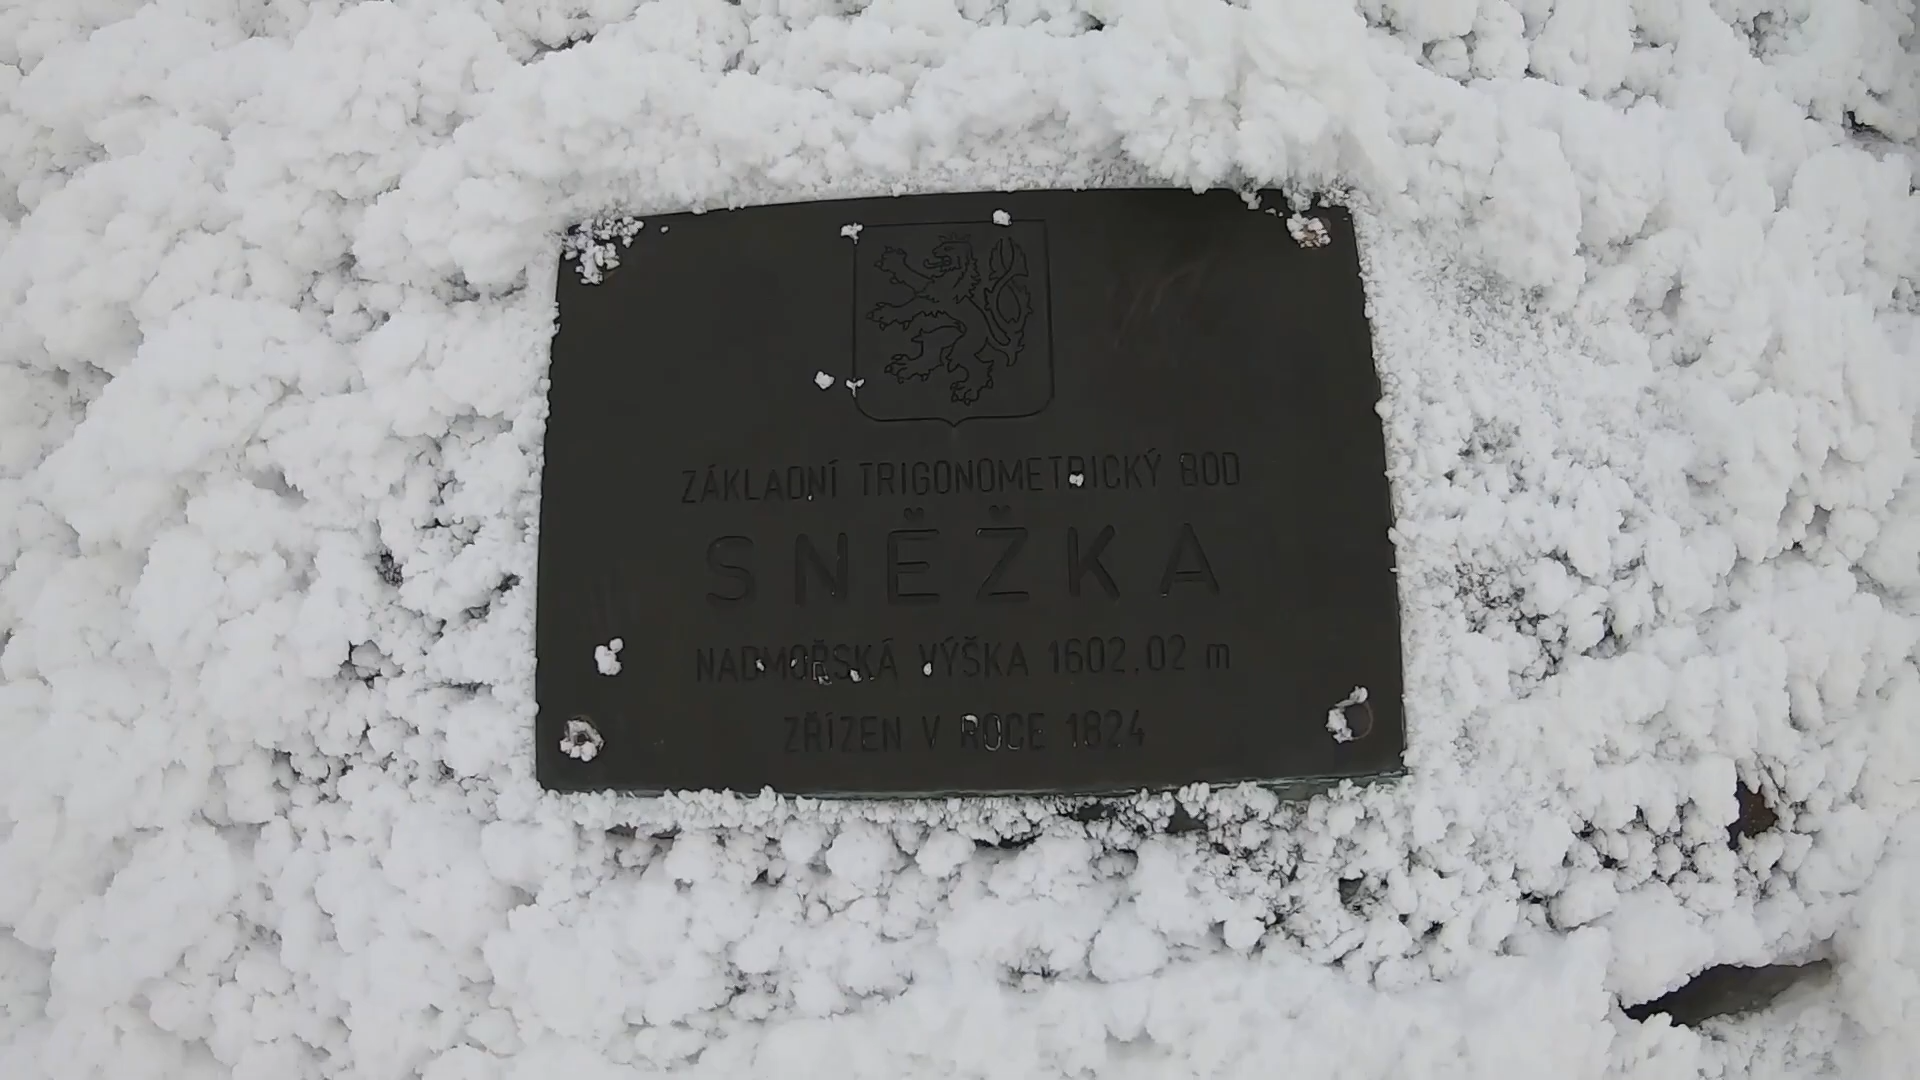 ZÁKLADNÍ TRIGONOMETRICKÝ BOD
SNĚŽKA
NADMOŘSKÁ VÝŠKA 1602,02 m
ZŘÍZEN V ROCE 1824